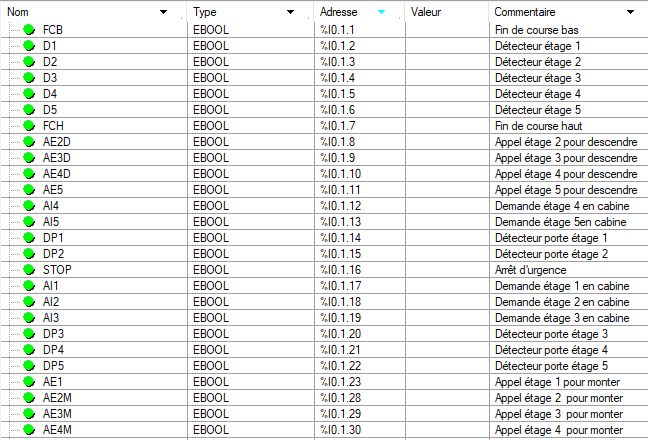 Nom Type Adresse Valeur Commentaire
FCB EBOOL %I0.1.1 Fin de course bas
D1 EBOOL %I0.1.2 Détecteur étage 1
D2 EBOOL %I0.1.3 Détecteur étage 2
D3 EBOOL %I0.1.4 Détecteur étage 3
D4 EBOOL %I0.1.5 Détecteur étage 4
D5 EBOOL %I0.1.6 Détecteur étage 5
FCH EBOOL %I0.1.7 Fin de course haut
AE2D EBOOL %I0.1.8 Appel étage 2 pour descendre
AE3D EBOOL %I0.1.9 Appel étage 3 pour descendre
AE4D EBOOL %I0.1.10 Appel étage 4 pour descendre
AE5 EBOOL %I0.1.11 Appel étage 5 pour descendre
AI4 EBOOL %I0.1.12 Demande étage 4 en cabine
AI5 EBOOL %I0.1.13 Demande étage 5en cabine
DP1 EBOOL %I0.1.14 Détecteur porte étage 1
DP2 EBOOL %I0.1.15 Détecteur porte étage 2
STOP EBOOL %I0.1.16 Arrêt d'urgence
AI1 EBOOL %I0.1.17 Demande étage 1 en cabine
AI2 EBOOL %I0.1.18 Demande étage 2 en cabine
AI3 EBOOL %I0.1.19 Demande étage 3 en cabine
DP3 EBOOL %I0.1.20 Détecteur porte étage 3
DP4 EBOOL %I0.1.21 Détecteur porte étage 4
DP5 EBOOL %I0.1.22 Détecteur porte étage 5
AE1 EBOOL %I0.1.23 Appel étage 1 pour monter
AE2M EBOOL %I0.1.28 Appel étage 2 pour monter
AE3M EBOOL %I0.1.29 Appel étage 3 pour monter
AE4M EBOOL %I0.1.30 Appel étage 4 pour monter